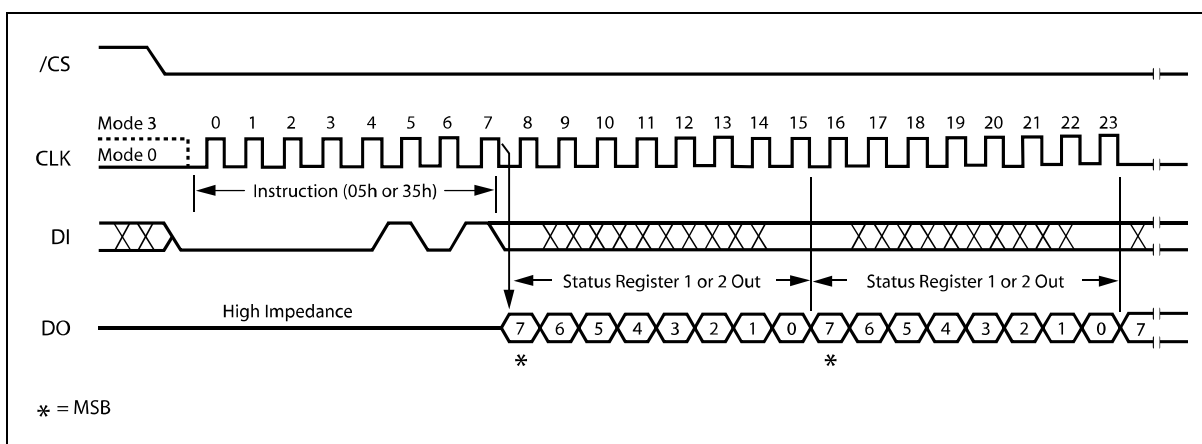 /CS
Mode 3
0 1 2 3 4 5 6 7 8 9 10 11 12 13 14 15 16 17 18 19 20 21 22 23
CLK
Mode 0
Instruction (05h or 35h)
DI
Status Register 1 or 2 Out Status Register 1 or 2 Out
High Impedance
DO
7 6 5 4 3 2 1 0 7 6 5 4 3 2 1 0 7
* *
* = MSB